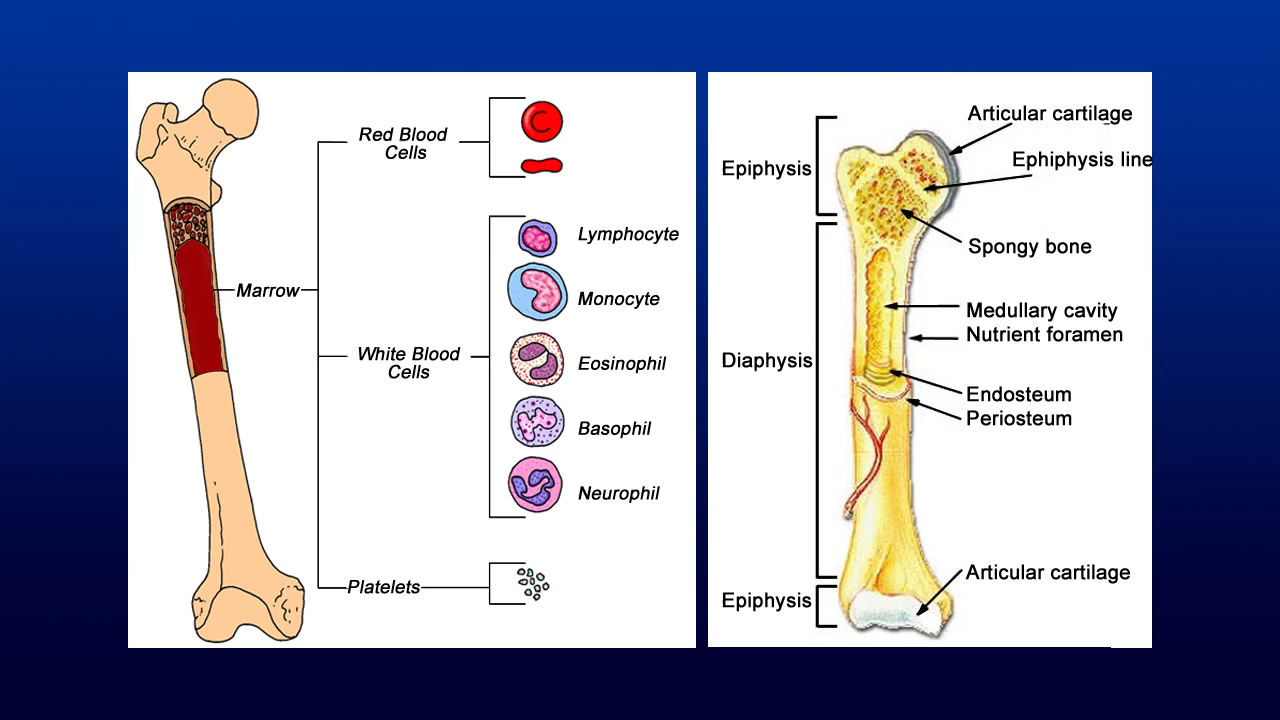 Red Blood
Cells
Lymphocyte
Monocyte
Marrow
White Blood
Cells
Eosinophil
Basophil
Neurophil
Platelets
Articular cartilage
Ephiphysis line
Epiphysis
Spongy bone
Medullary cavity
Nutrient foramen
Diaphysis
Endosteum
Periosteum
Articular cartilage
Epiphysis